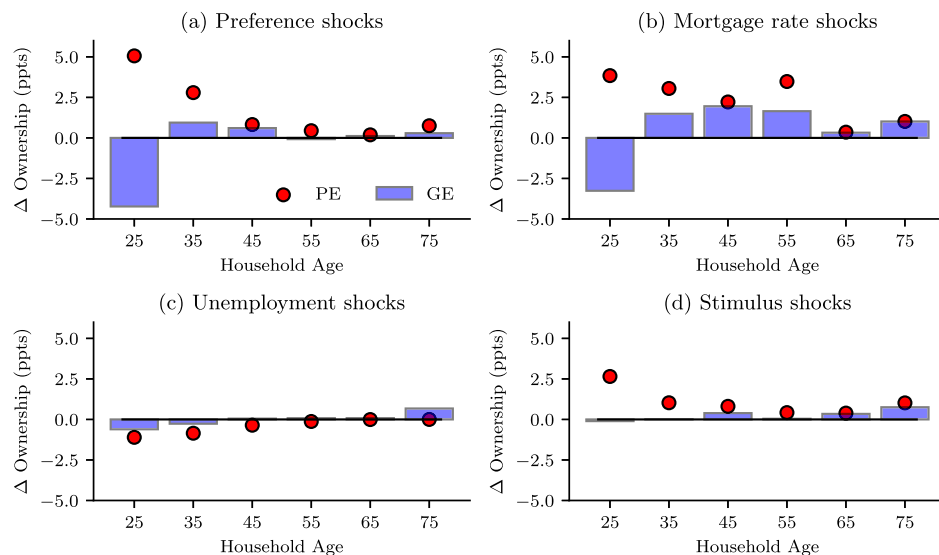 (a) Preference shocks
Δ Ownership (ppts)
5.0
2.5
0.0
−2.5
−5.0
PE
GE
25 35 45 55 65 75
Household Age
(b) Mortgage rate shocks
Δ Ownership (ppts)
5.0
2.5
0.0
−2.5
−5.0
25 35 45 55 65 75
Household Age
(c) Unemployment shocks
Δ Ownership (ppts)
5.0
2.5
0.0
−2.5
−5.0
25 35 45 55 65 75
Household Age
(d) Stimulus shocks
Δ Ownership (ppts)
5.0
2.5
0.0
−2.5
−5.0
25 35 45 55 65 75
Household Age